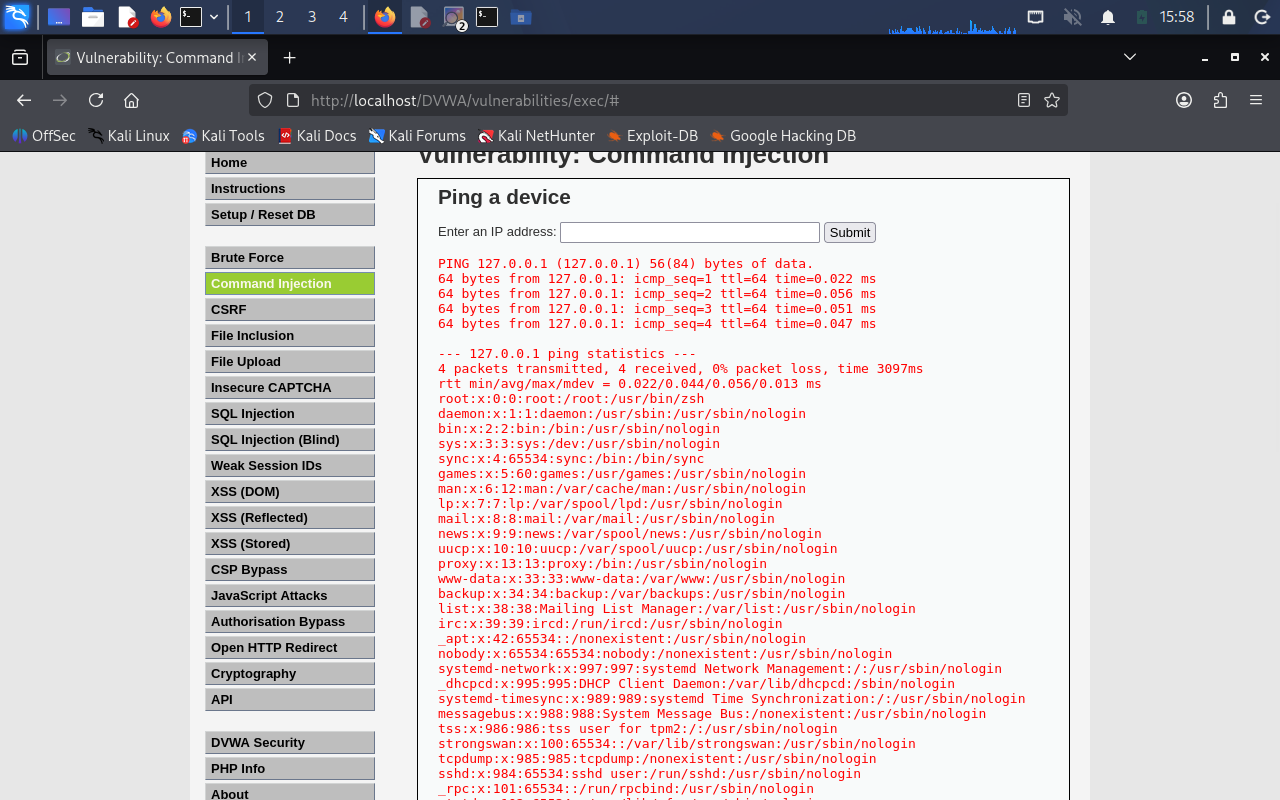 1
2
3
4
2
15:58
Vulnerability: Command I
http://localhost/DVWA/vulnerabilities/exec/#
OffSec
Kali Linux
Kali Tools
Kali Docs
Kali Forums
Kali NetHunter
Exploit-DB
Google Hacking DB
Home
Instructions
Setup / Reset DB
Brute Force
Command Injection
CSRF
File Inclusion
File Upload
Insecure CAPTCHA
SQL Injection
SQL Injection (Blind)
Weak Session IDs
XSS (DOM)
XSS (Reflected)
XSS (Stored)
CSP Bypass
JavaScript Attacks
Authorisation Bypass
Open HTTP Redirect
Cryptography
API
DVWA Security
PHP Info
About
Vulnerability: Command Injection
Ping a device
Enter an IP address:
Submit
PING 127.0.0.1 (127.0.0.1) 56(84) bytes of data.
64 bytes from 127.0.0.1: icmp_seq=1 ttl=64 time=0.022 ms
64 bytes from 127.0.0.1: icmp_seq=2 ttl=64 time=0.056 ms
64 bytes from 127.0.0.1: icmp_seq=3 ttl=64 time=0.051 ms
64 bytes from 127.0.0.1: icmp_seq=4 ttl=64 time=0.047 ms
--- 127.0.0.1 ping statistics ---
4 packets transmitted, 4 received, 0% packet loss, time 3097ms
rtt min/avg/max/mdev = 0.022/0.044/0.056/0.013 ms
root:x:0:0:root:/root:/usr/bin/zsh
daemon:x:1:1:daemon:/usr/sbin:/usr/sbin/nologin
bin:x:2:2:bin:/bin:/usr/sbin/nologin
sys:x:3:3:sys:/dev:/usr/sbin/nologin
sync:x:4:65534:sync:/bin:/bin/sync
games:x:5:60:games:/usr/games:/usr/sbin/nologin
man:x:6:12:man:/var/cache/man:/usr/sbin/nologin
lp:x:7:7:lp:/var/spool/lpd:/usr/sbin/nologin
mail:x:8:8:mail:/var/mail:/usr/sbin/nologin
news:x:9:9:news:/var/spool/news:/usr/sbin/nologin
uucp:x:10:10:uucp:/var/spool/uucp:/usr/sbin/nologin
proxy:x:13:13:proxy:/bin:/usr/sbin/nologin
www-data:x:33:33:www-data:/var/www:/usr/sbin/nologin
backup:x:34:34:backup:/var/backups:/usr/sbin/nologin
list:x:38:38:Mailing List Manager:/var/list:/usr/sbin/nologin
irc:x:39:39:ircd:/run/ircd:/usr/sbin/nologin
_apt:x:42:65534::/nonexistent:/usr/sbin/nologin
nobody:x:65534:65534:nobody:/nonexistent:/usr/sbin/nologin
systemd-network:x:997:997:systemd Network Management:/:/usr/sbin/nologin
_dhcpcd:x:995:995:DHCP Client Daemon:/var/lib/dhcpcd:/sbin/nologin
systemd-timesync:x:989:989:systemd Time Synchronization:/:/usr/sbin/nologin
messagebus:x:988:988:System Message Bus:/nonexistent:/usr/sbin/nologin
tss:x:986:986:tss user for tpm2:/:/usr/sbin/nologin
strongswan:x:100:65534::/var/lib/strongswan:/usr/sbin/nologin
tcpdump:x:985:985:tcpdump:/nonexistent:/usr/sbin/nologin
sshd:x:984:65534:sshd user:/run/sshd:/usr/sbin/nologin
_rpc:x:101:65534::/run/rpcbind:/usr/sbin/nologin